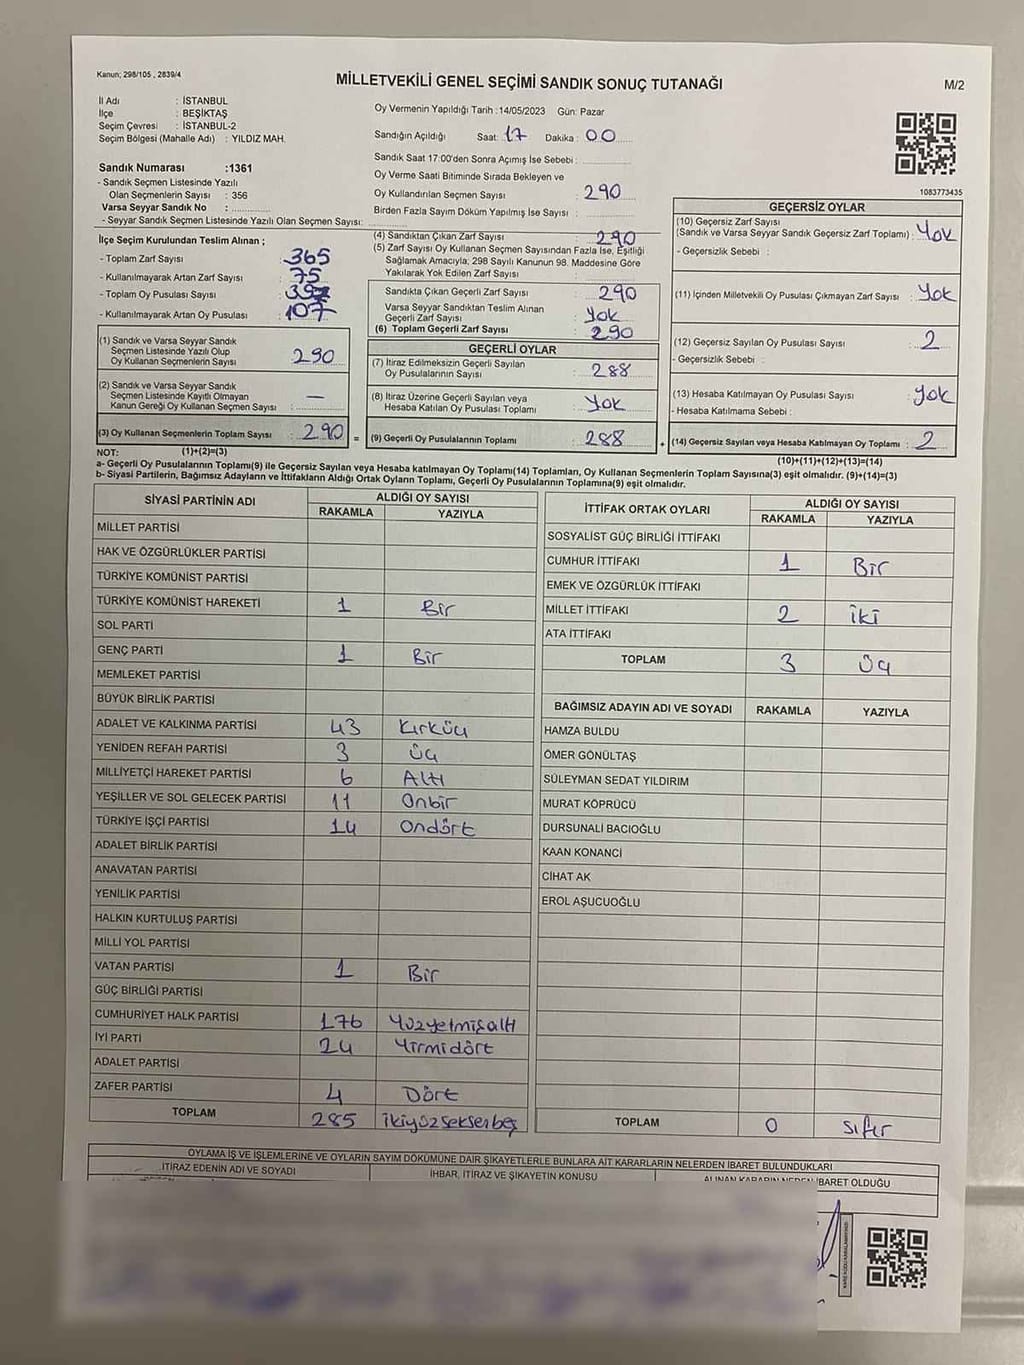 Kanun; 298/105 , 2839/4
MİLLETVEKİLİ GENEL SEÇİMİ SANDIK SONUÇ TUTANAĞI
M/2
İl Adı : İSTANBUL
İlçe : BEŞİKTAŞ
Seçim Çevresi : İSTANBUL-2
Seçim Bölgesi (Mahalle Adı) : YILDIZ MAH.
Sandık Numarası :1361
- Sandık Seçmen Listesinde Yazılı
Olan Seçmenlerin Sayısı : 356
Varsa Seyyar Sandık No :
- Seyyar Sandık Seçmen Listesinde Yazılı Olan Seçmen Sayısı:
İlçe Seçim Kurulundan Teslim Alınan ;
- Toplam Zarf Sayısı : 365
- Kullanılmayarak Artan Zarf Sayısı : 75
- Toplam Oy Pusulası Sayısı :
- Kullanılmayarak Artan Oy Pusulası : 107
Oy Vermenin Yapıldığı Tarih :14/05/2023 Gün: Pazar
Sandığın Açıldığı Saat: 17 Dakika : 00
Sandık Saat 17:00'den Sonra Açımış İse Sebebi :
Oy Verme Saati Bitiminde Sırada Bekleyen ve
Oy Kullandırılan Seçmen Sayısı : 290
Birden Fazla Sayım Döküm Yapılmış İse Sayısı :
(4) Sandıktan Çıkan Zarf Sayısı : 290
(5) Zarf Sayısı Oy Kullanan Seçmen Sayısından Fazla İse, Eşitliği
Sağlamak Amacıyla, 298 Sayılı Kanunun 98. Maddesine Göre
Yakılarak Yok Edilen Zarf Sayısı :
Sandıkta Çıkan Geçerli Zarf Sayısı : 290
Varsa Seyyar Sandıktan Teslim Alınan
Geçerli Zarf Sayısı : Yok
(6) Toplam Geçerli Zarf Sayısı : 290
1083773435
GEÇERSİZ OYLAR
(10) Geçersiz Zarf Sayısı
(Sandık ve Varsa Seyyar Sandık Geçersiz Zarf Toplamı) : Yok
- Geçersizlik Sebebi :
(11) İçinden Milletvekili Oy Pusulası Çıkmayan Zarf Sayısı : Yok
(12) Geçersiz Sayılan Oy Pusulası Sayısı : 2
- Geçersizlik Sebebi :
(13) Hesaba Katılmayan Oy Pusulası Sayısı : Yok
- Hesaba Katılmama Sebebi :
(1) Sandık ve Varsa Seyyar Sandık
Seçmen Listesinde Yazılı Olup
Oy Kullanan Seçmenlerin Sayısı : 290
(2) Sandık ve Varsa Seyyar Sandık
Seçmen Listesinde Kayıtlı Olmayan
Kanun Gereği Oy Kullanan Seçmen Sayısı : —
(3) Oy Kullanan Seçmenlerin Toplam Sayısı : 290
GEÇERLİ OYLAR
(7) İtiraz Edilmeksizin Geçerli Sayılan
Oy Pusulalarının Sayısı : 288
(8) İtiraz Üzerine Geçerli Sayılan veya
Hesaba Katılan Oy Pusulası Toplamı : Yok
= (9) Geçerli Oy Pusulalarının Toplamı : 288
+ (14) Geçersiz Sayılan veya Hesaba Katılmayan Oy Toplamı : 2
NOT: (1)+(2)=(3) (10)+(11)+(12)+(13)=(14)
a- Geçerli Oy Pusulalarının Toplamı(9) ile Geçersiz Sayılan veya Hesaba katılmayan Oy Toplamı(14) Toplamları, Oy Kullanan Seçmenlerin Toplam Sayısına(3) eşit olmalıdır. (9)+(14)=(3)
b- Siyasi Partilerin, Bağımsız Adayların ve İttifakların Aldığı Ortak Oyların Toplamı, Geçerli Oy Pusulalarının Toplamına(9) eşit olmalıdır.
SİYASİ PARTİNİN ADI ALDIĞI OY SAYISI
RAKAMLA YAZIYLA
MİLLET PARTİSİ
HAK VE ÖZGÜRLÜKLER PARTİSİ
TÜRKİYE KOMÜNİST PARTİSİ
TÜRKİYE KOMÜNİST HAREKETİ 1 Bir
SOL PARTİ
GENÇ PARTİ 1 Bir
MEMLEKET PARTİSİ
BÜYÜK BİRLİK PARTİSİ
ADALET VE KALKINMA PARTİSİ 43 Kırküç
YENİDEN REFAH PARTİSİ 3 Üç
MİLLİYETÇİ HAREKET PARTİSİ 6 Altı
YEŞİLLER VE SOL GELECEK PARTİSİ 11 Onbir
TÜRKİYE İŞÇİ PARTİSİ 14 Ondört
ADALET BİRLİK PARTİSİ
ANAVATAN PARTİSİ
YENİLİK PARTİSİ
HALKIN KURTULUŞ PARTİSİ
MİLLİ YOL PARTİSİ
VATAN PARTİSİ 1 Bir
GÜÇ BİRLİĞİ PARTİSİ
CUMHURİYET HALK PARTİSİ 176 Yüzyetmişaltı
İYİ PARTİ 24 Yirmidört
ADALET PARTİSİ
ZAFER PARTİSİ 4 Dört
TOPLAM 285 ikiyüzseksenbeş
İTTİFAK ORTAK OYLARI ALDIĞI OY SAYISI
RAKAMLA YAZIYLA
SOSYALİST GÜÇ BİRLİĞİ İTTİFAKI
CUMHUR İTTİFAKI 1 Bir
EMEK VE ÖZGÜRLÜK İTTİFAKI
MİLLET İTTİFAKI 2 İki
ATA İTTİFAKI
TOPLAM 3 Üç
BAĞIMSIZ ADAYIN ADI VE SOYADI RAKAMLA YAZIYLA
HAMZA BULDU
ÖMER GÖNÜLTAŞ
SÜLEYMAN SEDAT YILDIRIM
MURAT KÖPRÜCÜ
DURSUNALİ BACIOĞLU
KAAN KONANCİ
CİHAT AK
EROL AŞUCUOĞLU
TOPLAM 0 Sıfır
OYLAMA İŞ VE İŞLEMLERİNE VE OYLARIN SAYIM DÖKÜMÜNE DAİR ŞİKAYETLERLE BUNLARA AİT KARARLARIN NELERDEN İBARET BULUNDUKLARI
İTİRAZ EDENİN ADI VE SOYADI İHBAR, İTİRAZ VE ŞİKAYETİN KONUSU ALINAN KARARIN NEDEN İBARET OLDUĞU